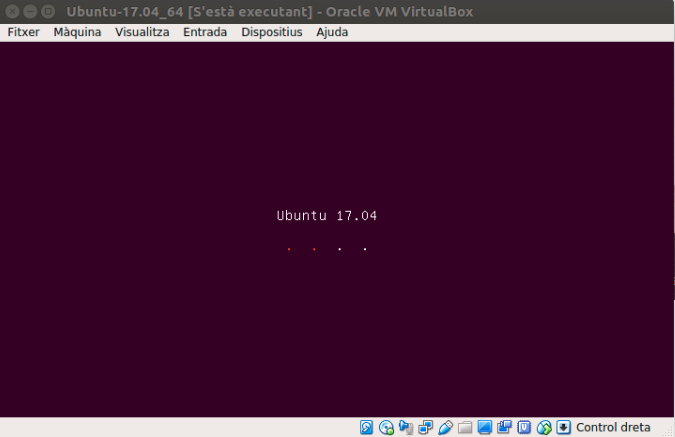 Ubuntu-17.04_64 [S'està executant] - Oracle VM VirtualBox
Fitxer Màquina Visualitza Entrada Dispositius Ajuda
Ubuntu 17.04
. . . .
Control dreta